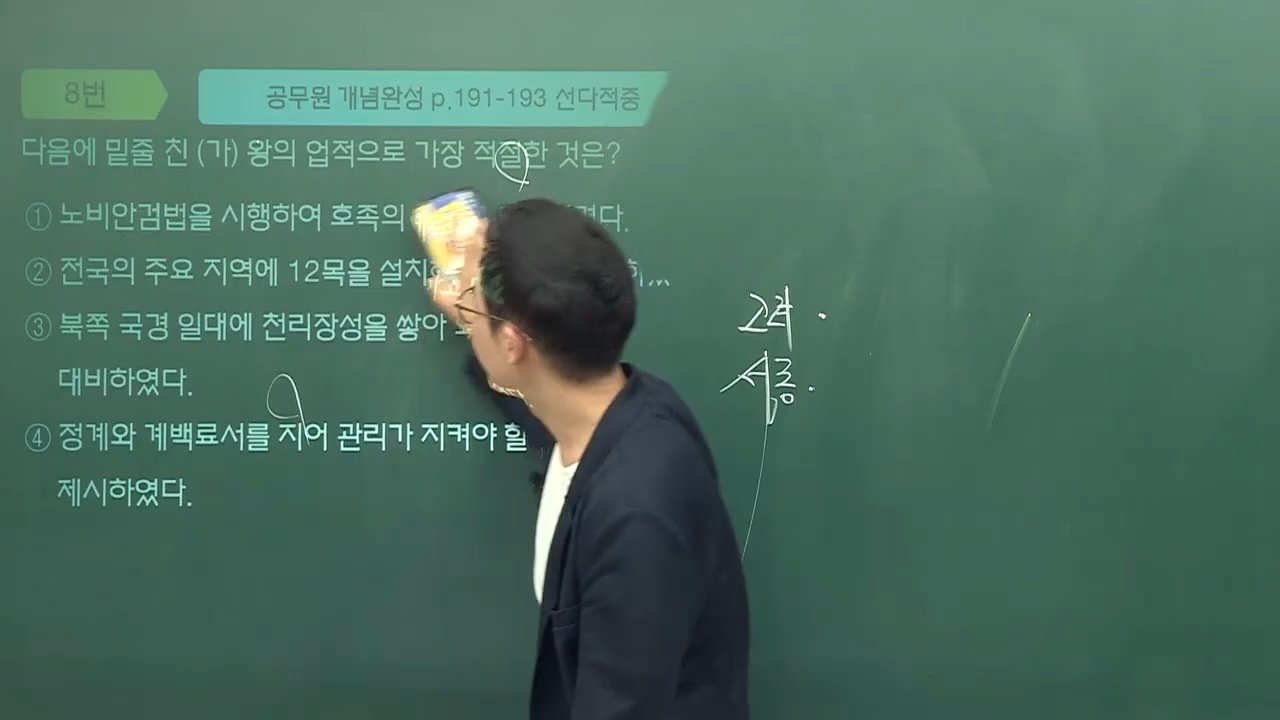 8번
공무원 개념완성 p.191-193 선다적중
다음에 밑줄 친 (가) 왕의 업적으로 가장 적절한 것은?
① 노비안검법을 시행하여 호족의
② 전국의 주요 지역에 12목을 설치
③ 북쪽 국경 일대에 천리장성을 쌓아
대비하였다.
④ 정계와 계백료서를 지어 관리가 지켜야 할
제시하였다.